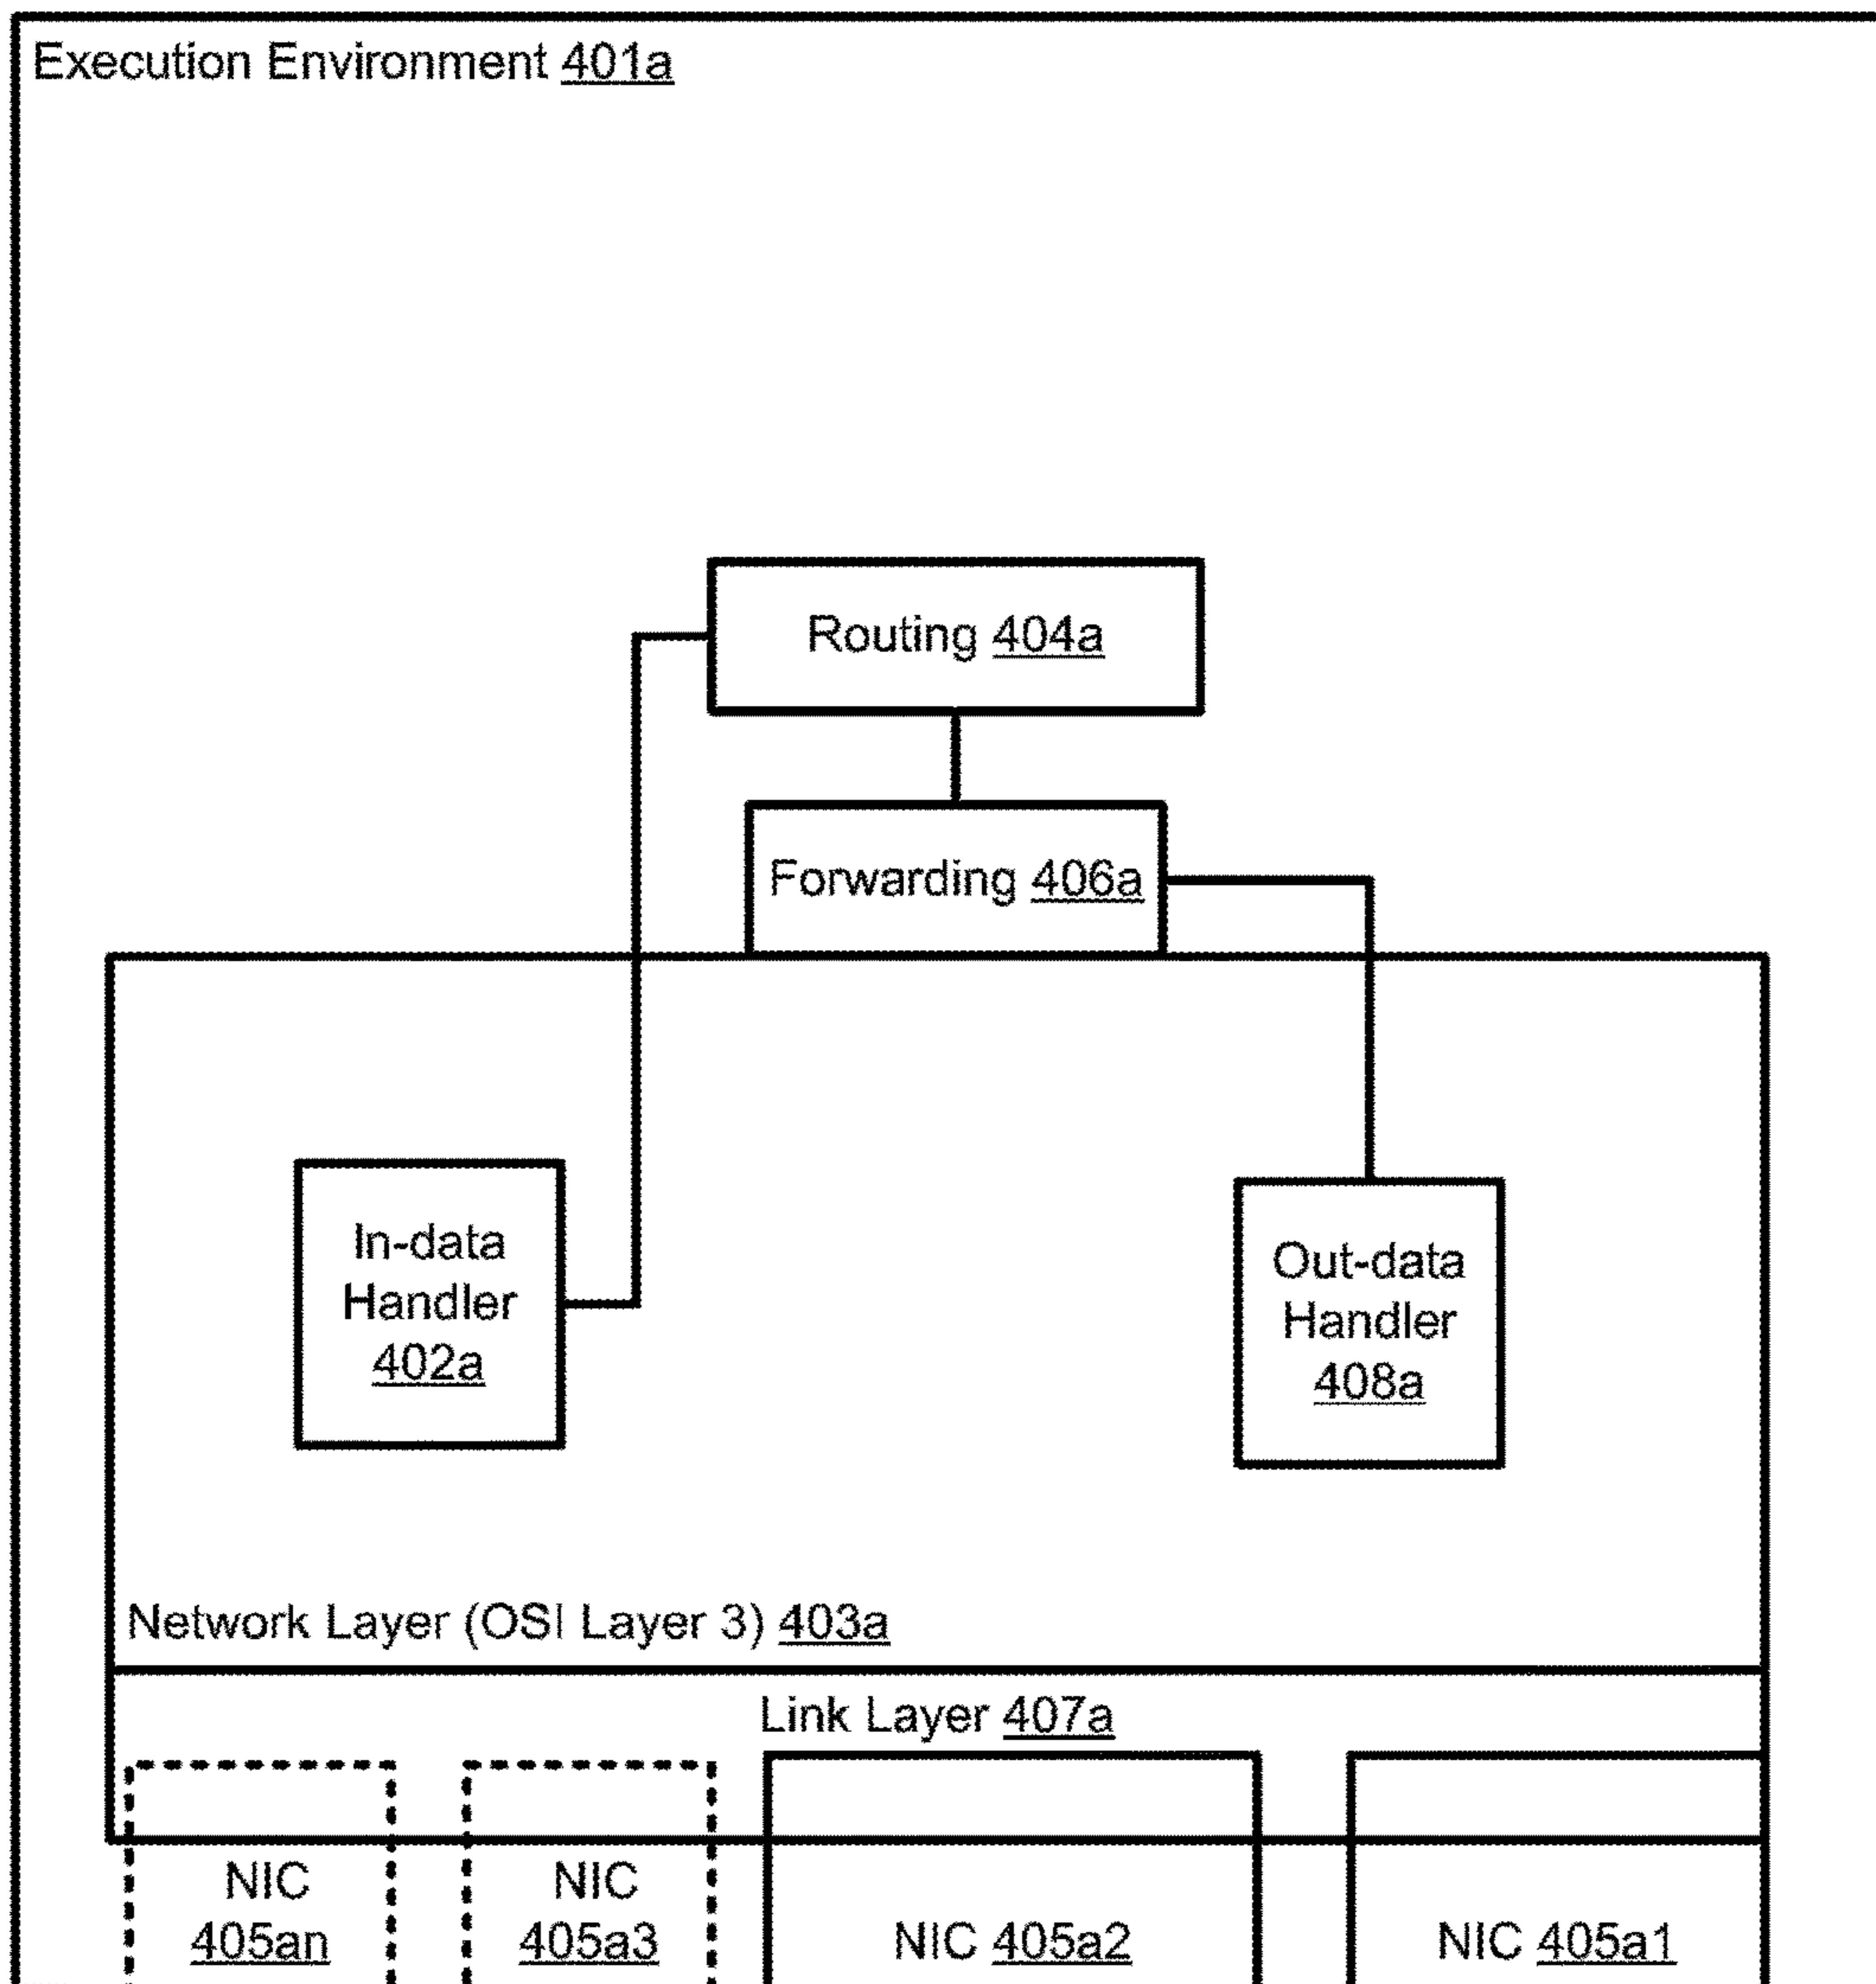 Execution Environment 401a
Routing 404a
Forwarding 406a
In-data
Handler
402a
Out-data
Handler
408a
Network Layer (OSI Layer 3) 403a
Link Layer 407a
NIC
405an
NIC
405a3
NIC 405a2
NIC 405a1